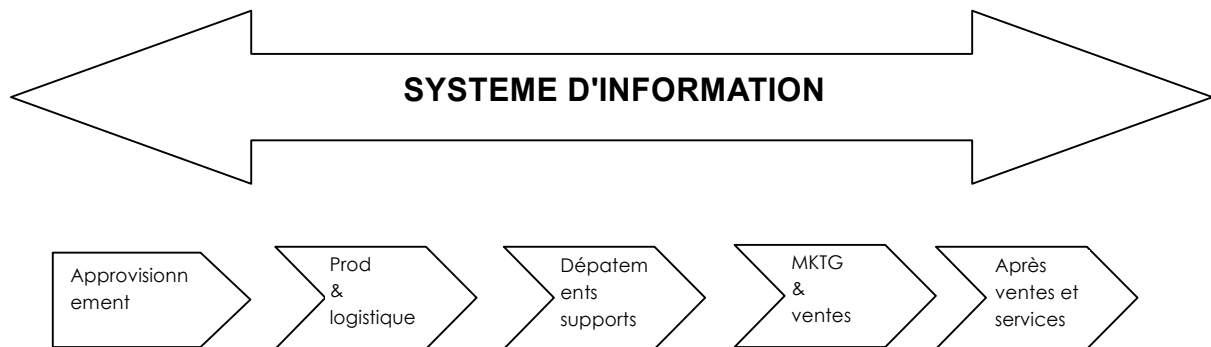 SYSTEME D'INFORMATION
Approvisionn
ement
Prod
&
logistique
Dépatem
ents
supports
MKTG
&
ventes
Après
ventes et
services